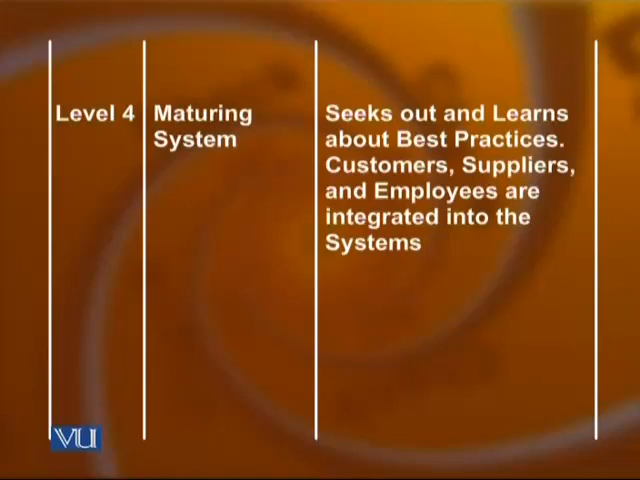 Level 4
Maturing
System
Seeks out and Learns
about Best Practices.
Customers, Suppliers,
and Employees are
integrated into the
Systems
VU